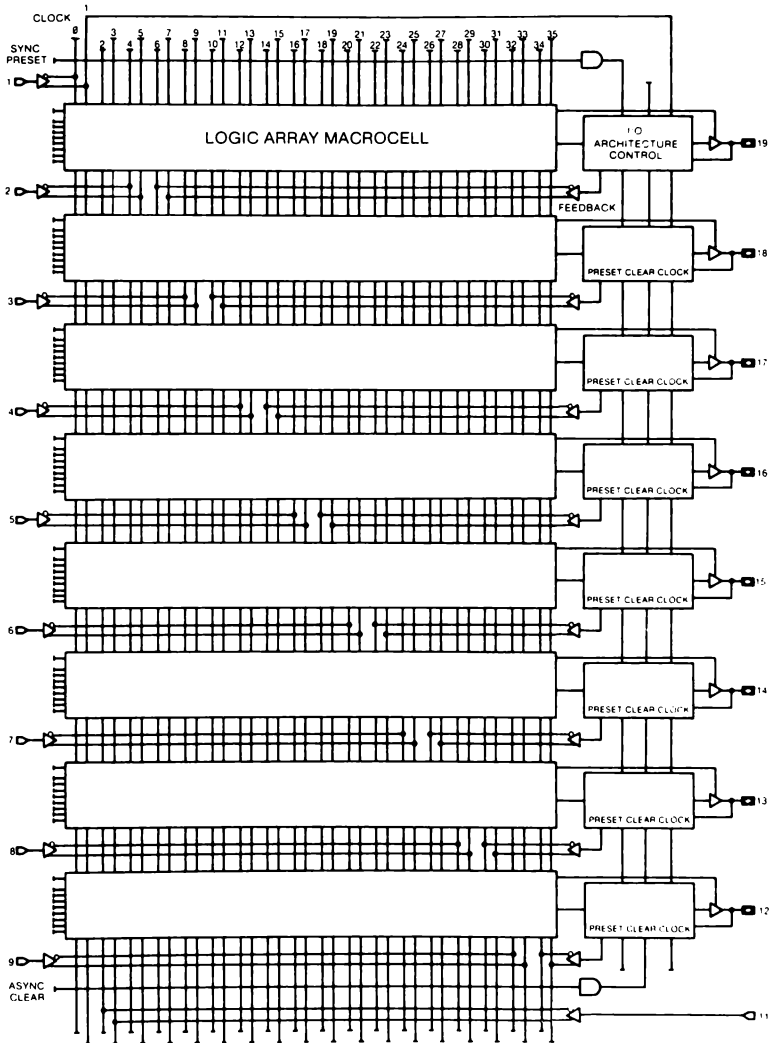 CLOCK 1
0 1 2 3 4 5 6 7 8 9 10 11 12 13 14 15 16 17 18 19 20 21 22 23 24 25 26 27 28 29 30 31 32 33 34 35
SYNC
PRESET
1
LOGIC ARRAY MACROCELL
I/O
ARCHITECTURE
CONTROL
19
2
FEEDBACK
18
PRESET CLEAR CLOCK
3
17
PRESET CLEAR CLOCK
4
16
PRESET CLEAR CLOCK
5
15
PRESET CLEAR CLOCK
6
14
PRESET CLEAR CLOCK
7
13
PRESET CLEAR CLOCK
8
12
PRESET CLEAR CLOCK
9
ASYNC
CLEAR
11